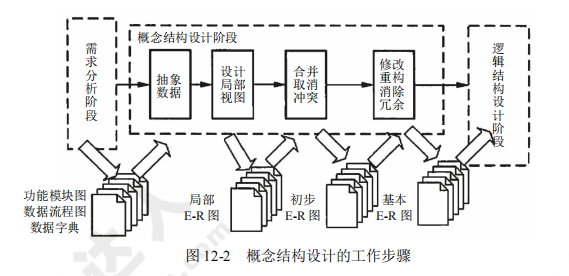 需求分析阶段
概念结构设计阶段
抽象
数据
设计
局部
视图
合并
取消
冲突
修改
重构
消除
冗余
逻辑结构设计阶段
功能模块图
数据流程图
数据字典
局部
E-R 图
初步
E-R 图
基本
E-R 图
图 12-2 概念结构设计的工作步骤